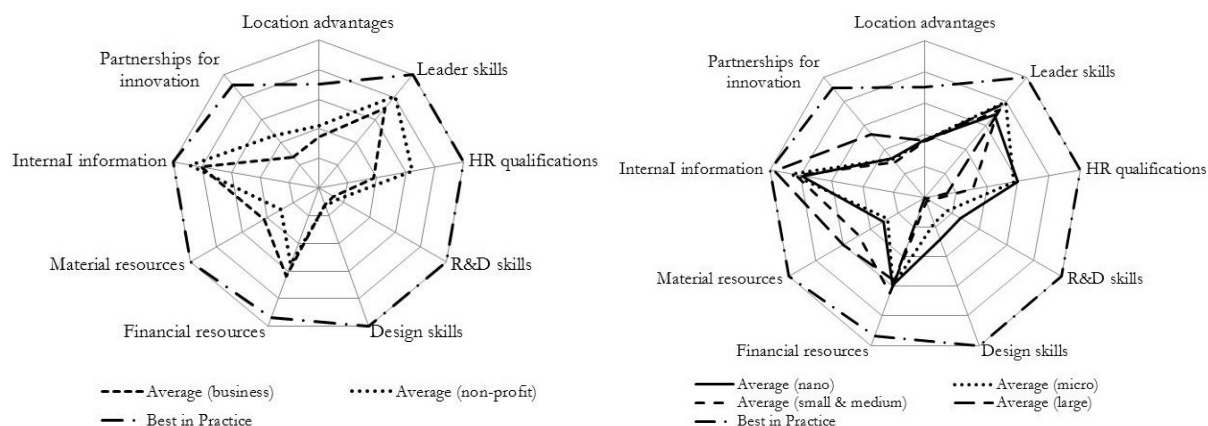 Location advantages
Partnerships for
innovation
Leader skills
InternaI information
HR qualifications
Material resources
R&D skills
Financial resources
Design skills
Average (business)
Average (non-profit)
Best in Practice
Location advantages
Partnerships for
innovation
Leader skills
InternaI information
HR qualifications
Material resources
R&D skills
Financial resources
Design skills
Average (nano)
Average (micro)
Average (small & medium)
Average (large)
Best in Practice